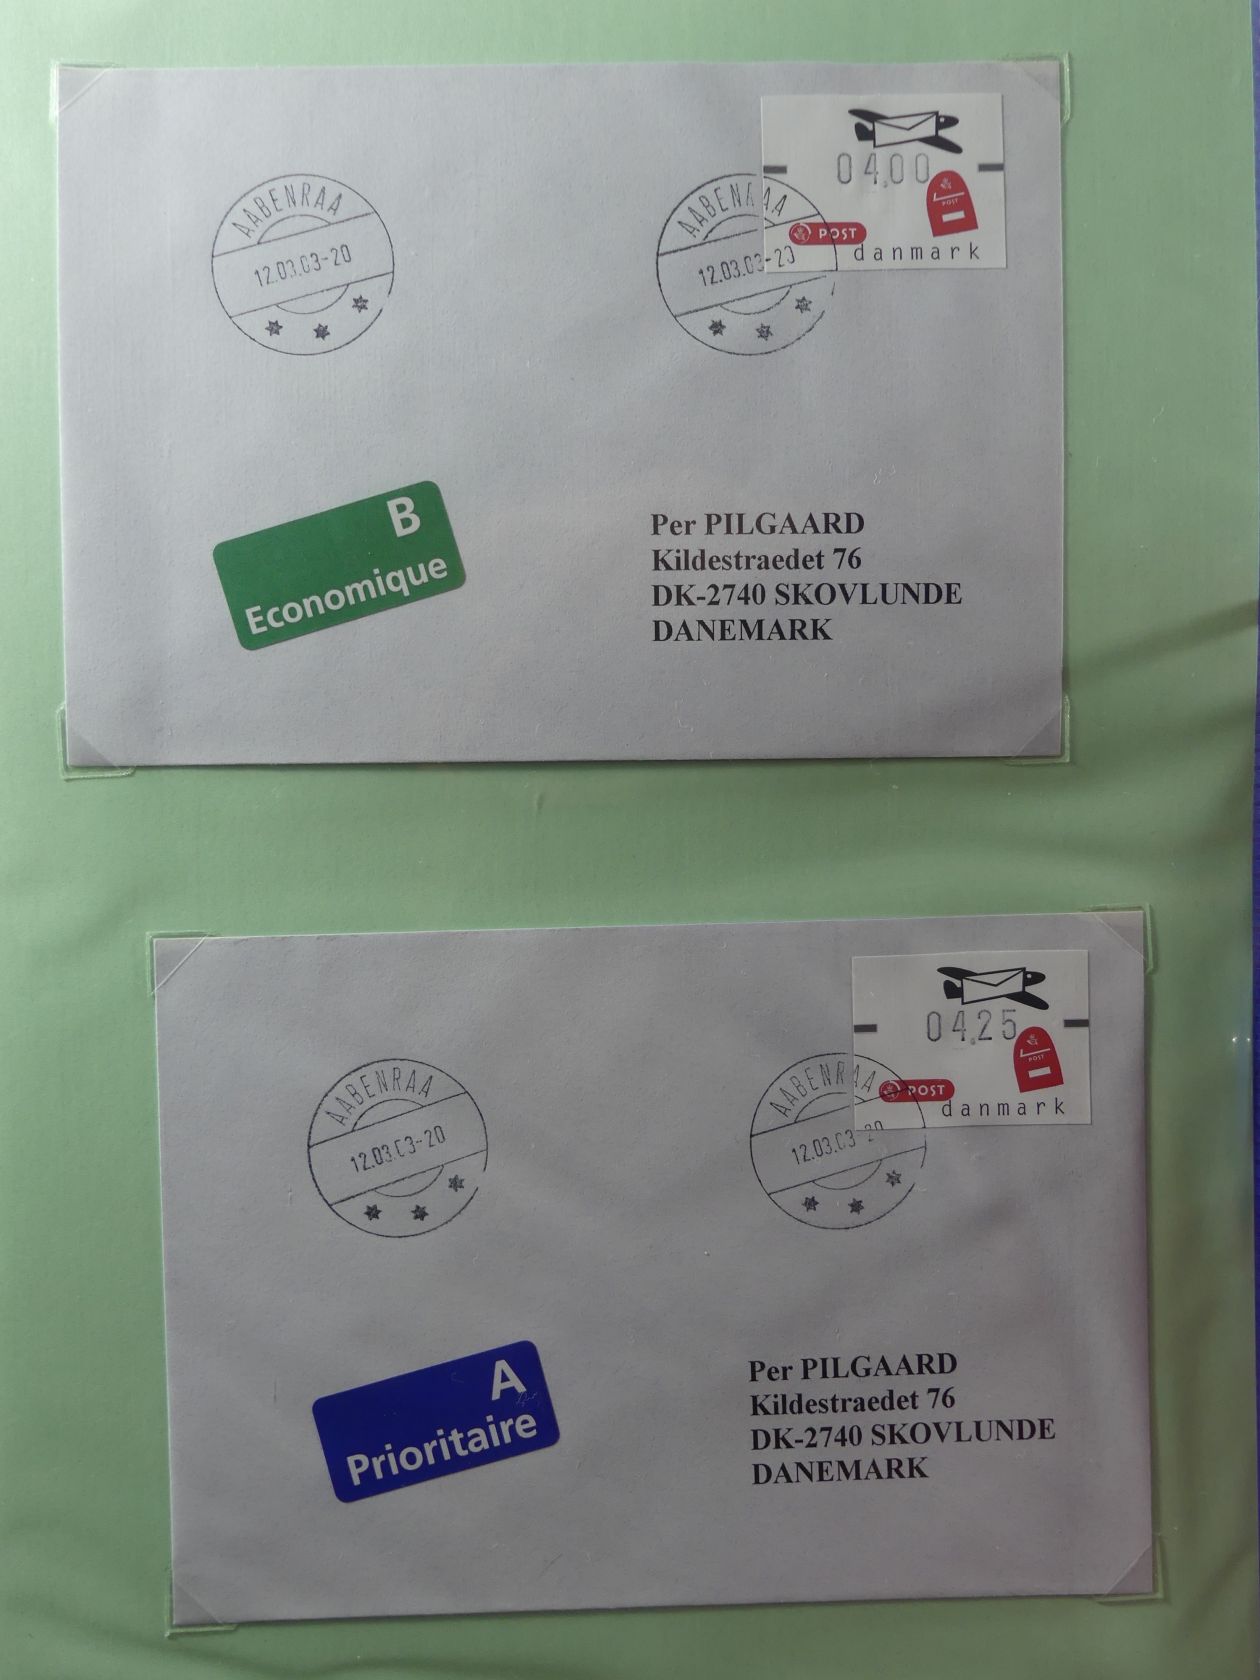 04.00
POST
POST
danmark
AABENRAA
12.03.03-20
AABENRAA
12.03.03-20
B
Economique
Per PILGAARD
Kildestraedet 76
DK-2740 SKOVLUNDE
DANEMARK
04.25
POST
POST
danmark
AABENRAA
12.03.03-20
AABENRAA
12.03.03-20
A
Prioritaire
Per PILGAARD
Kildestraedet 76
DK-2740 SKOVLUNDE
DANEMARK